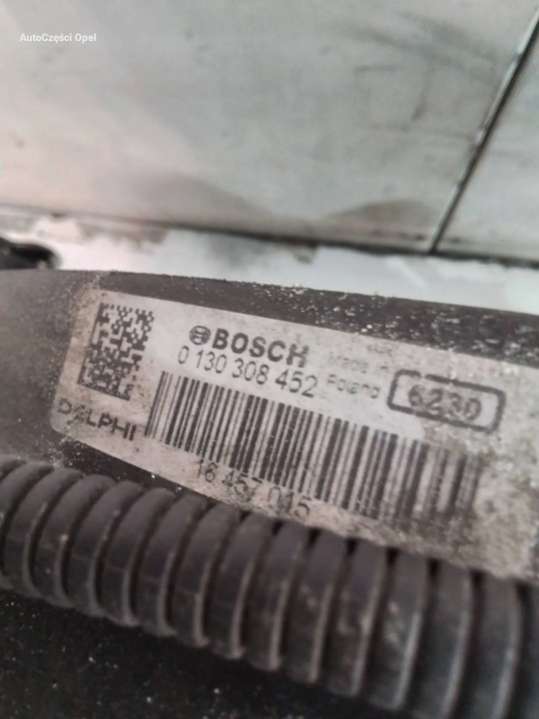 AutoCzęści Opel
BOSCH
0 130 308 452
Made in
Poland
6230
DELPHI
16 457 015